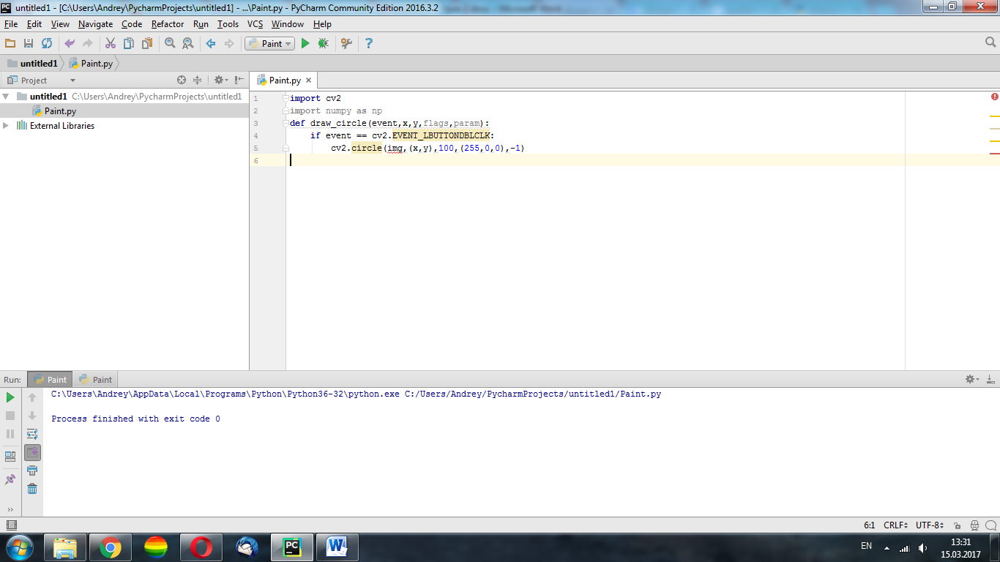 untitled1 - [C:\Users\Andrey\PycharmProjects\untitled1] - ...\Paint.py - PyCharm Community Edition 2016.3.2
File Edit View Navigate Code Refactor Run Tools VCS Window Help
Paint
untitled1 Paint.py
Project
Paint.py
untitled1 C:\Users\Andrey\PycharmProjects\untitled1
Paint.py
External Libraries
1 import cv2
2 import numpy as np
3 def draw_circle(event,x,y,flags,param):
4 if event == cv2.EVENT_LBUTTONDBLCLK:
5 cv2.circle(img,(x,y),100,(255,0,0),-1)
6
Run: Paint Paint
C:\Users\Andrey\AppData\Local\Programs\Python\Python36-32\python.exe C:/Users/Andrey/PycharmProjects/untitled1/Paint.py
Process finished with exit code 0
6:1 CRLF UTF-8
EN 13:31
15.03.2017